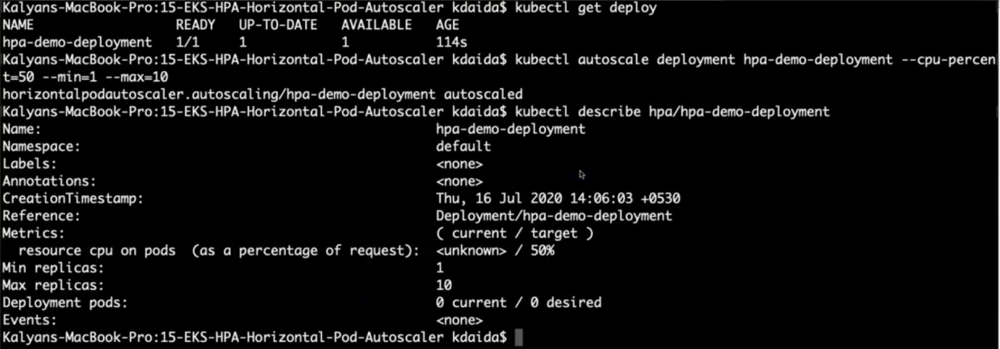 Kalyans-MacBook-Pro:15-EKS-HPA-Horizontal-Pod-Autoscaler kdaida$ kubectl get deploy
NAME                  READY   UP-TO-DATE   AVAILABLE   AGE
hpa-demo-deployment   1/1     1            1           114s
Kalyans-MacBook-Pro:15-EKS-HPA-Horizontal-Pod-Autoscaler kdaida$ kubectl autoscale deployment hpa-demo-deployment --cpu-percen
t=50 --min=1 --max=10
horizontalpodautoscaler.autoscaling/hpa-demo-deployment autoscaled
Kalyans-MacBook-Pro:15-EKS-HPA-Horizontal-Pod-Autoscaler kdaida$ kubectl describe hpa/hpa-demo-deployment
Name:                                                  hpa-demo-deployment
Namespace:                                             default
Labels:                                                <none>
Annotations:                                           <none>
CreationTimestamp:                                     Thu, 16 Jul 2020 14:06:03 +0530
Reference:                                             Deployment/hpa-demo-deployment
Metrics:                                               ( current / target )
  resource cpu on pods  (as a percentage of request):  <unknown> / 50%
Min replicas:                                          1
Max replicas:                                          10
Deployment pods:                                       0 current / 0 desired
Events:                                                <none>
Kalyans-MacBook-Pro:15-EKS-HPA-Horizontal-Pod-Autoscaler kdaida$